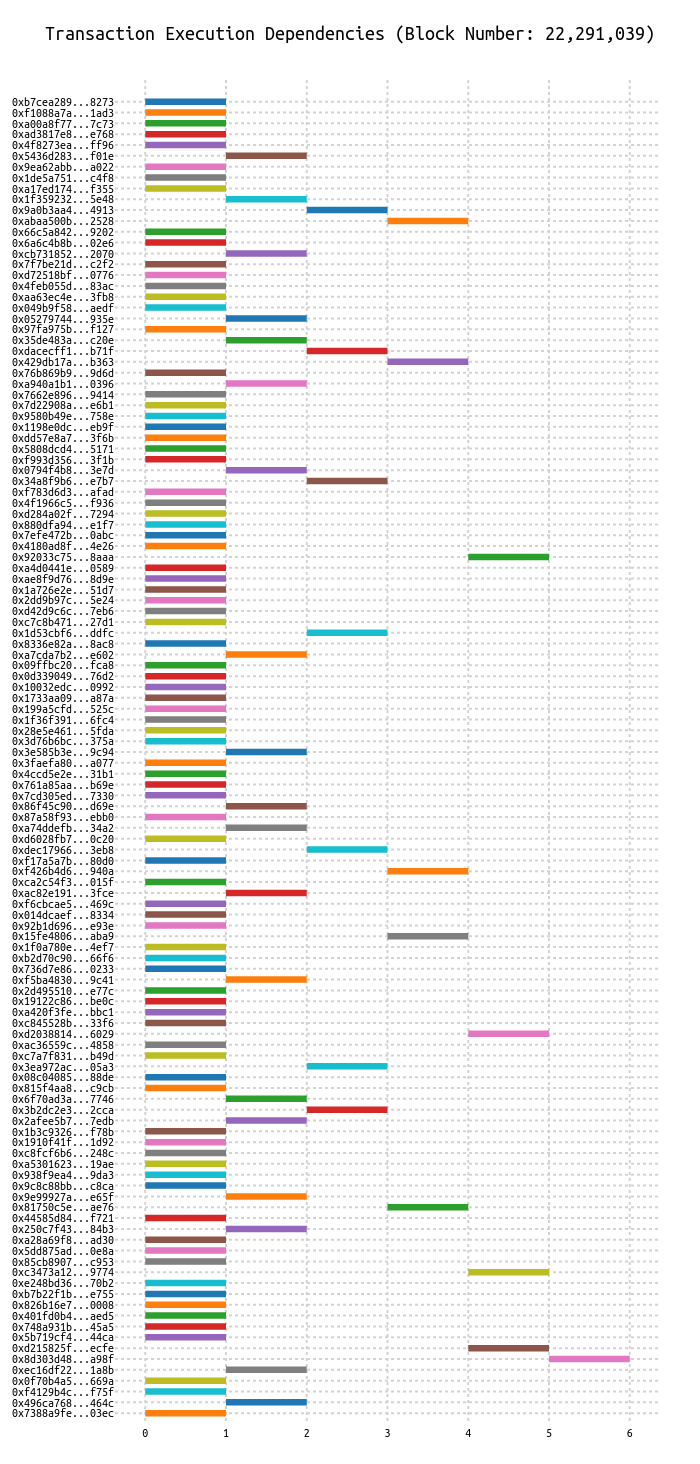 Transaction Execution Dependencies (Block Number: 22,291,039)
0xb7cea289...8273
0xf1088a7a...1ad3
0xa00a8f77...7c73
0xad3817e8...e768
0x4f8273ea...ff96
0x5436d283...f01e
0x9ea62abb...a022
0x1de5a751...c4f8
0xa17ed174...f355
0x1f359232...5e48
0x9a0b3aa4...4913
0xabaa500b...2528
0x66c5a842...9202
0x6a6c4b8b...02e6
0xcb731852...2070
0x7f7be21d...c2f2
0xd72518bf...0776
0x4feb055d...83ac
0xaa63ec4e...3fb8
0x049b9f58...aedf
0x05279744...935e
0x97fa975b...f127
0x35de483a...c20e
0xdacecff1...b71f
0x429db17a...b363
0x76b869b9...9d6d
0xa940a1b1...0396
0x7662e896...9414
0x7d22908a...e6b1
0x9580b49e...758e
0x1198e0dc...eb9f
0xdd57e8a7...3f6b
0x5808dcd4...5171
0xf993d356...3f1b
0x0794f4b8...3e7d
0x34a8f9b6...e7b7
0xf783d6d3...afad
0x4f1966c5...f936
0xd284a02f...7294
0x880dfa94...e1f7
0x7efe472b...0abc
0x4180ad8f...4e26
0x92033c75...8aaa
0xa4d0441e...0589
0xae8f9d76...8d9e
0x1a726e2e...51d7
0x2dd9b97c...5e24
0xd42d9c6c...7eb6
0xc7c8b471...27d1
0x1d53cbf6...ddfc
0x8336e82a...8ac8
0xa7cda7b2...e602
0x09ffbc20...fca8
0x0d339049...76d2
0x10032edc...0992
0x1733aa09...a87a
0x199a5cfd...525c
0x1f36f391...6fc4
0x28e5e461...5fda
0x3d76b6bc...375a
0x3e585b3e...9c94
0x3faefa80...a077
0x4ccd5e2e...31b1
0x761a85aa...b69e
0x7cd305ed...7330
0x86f45c90...d69e
0x87a58f93...ebb0
0xa74ddefb...34a2
0xd6028fb7...0c20
0xdec17966...3eb8
0xf17a5a7b...80d0
0xf426b4d6...940a
0xca2c54f3...015f
0xac82e191...3fce
0xf6cbcae5...469c
0x014dcaef...8334
0x92b1d696...e93e
0x15fe4806...aba9
0x1f0a780e...4ef7
0xb2d70c90...66f6
0x736d7e86...0233
0xf5ba4830...9c41
0x2d495510...e77c
0x19122c86...be0c
0xa420f3fe...bbc1
0xc845528b...33f6
0xd2038814...6029
0xac36559c...4858
0xc7a7f831...b49d
0x3ea972ac...05a3
0x08c04085...88de
0x815f4aa8...c9cb
0x6f70ad3a...7746
0x3b2dc2e3...2cca
0x2afee5b7...7edb
0x1b3c9326...f78b
0x1910f41f...1d92
0xc8fcf6b6...248c
0xa5301623...19ae
0x938f9ea4...9da3
0x9c8c88bb...c8ca
0x9e99927a...e65f
0x81750c5e...ae76
0x44585d84...f721
0x250c7f43...84b3
0xa28a69f8...ad30
0x5dd875ad...0e8a
0x85cb8907...c953
0xc3473a12...9774
0xe248bd36...70b2
0xb7b22f1b...e755
0x826b16e7...0008
0x401fd0b4...aed5
0x748a931b...45a5
0x5b719cf4...44ca
0xd215825f...ecfe
0x8d303d48...a98f
0xec16df22...1a8b
0x0f70b4a5...669a
0xf4129b4c...f75f
0x496ca768...464c
0x7388a9fe...03ec
0 1 2 3 4 5 6